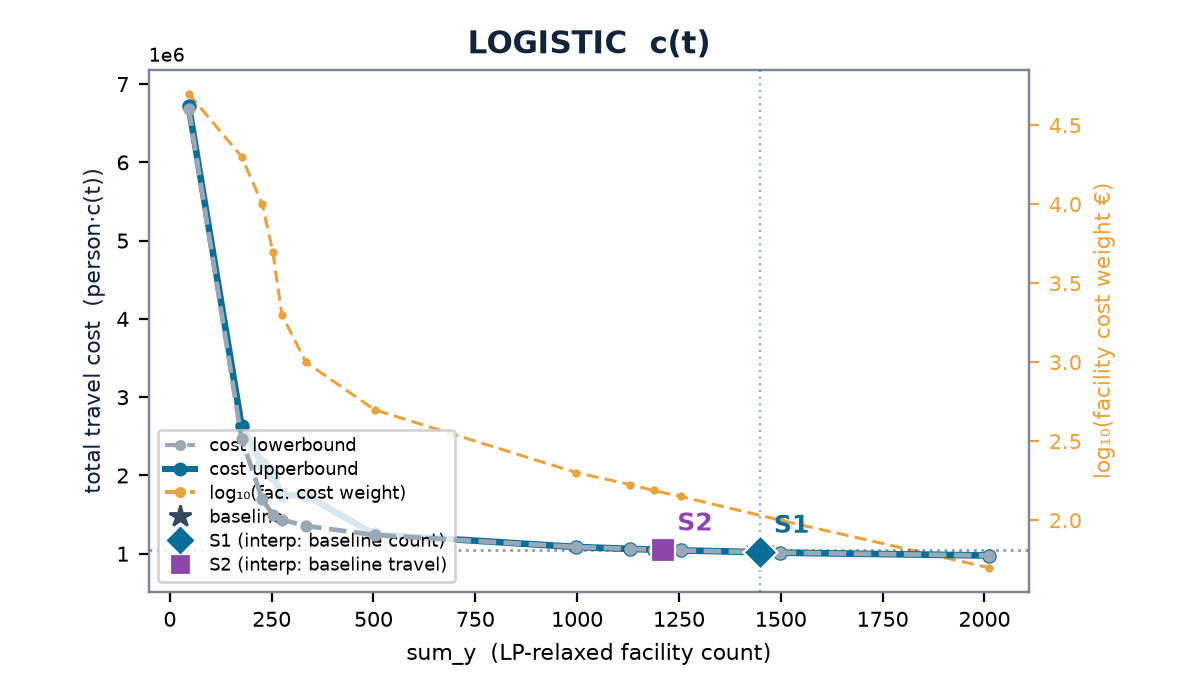 LOGISTIC c(t)
1e6
7
6
5
4
3
2
1
total travel cost (person·c(t))
4.5
4.0
3.5
3.0
2.5
2.0
log₁₀(facility cost weight €)
cost lowerbound
cost upperbound
log₁₀(fac. cost weight)
baseline
S1 (interp: baseline count)
S2 (interp: baseline travel)
S2
S1
0 250 500 750 1000 1250 1500 1750 2000
sum_y (LP-relaxed facility count)